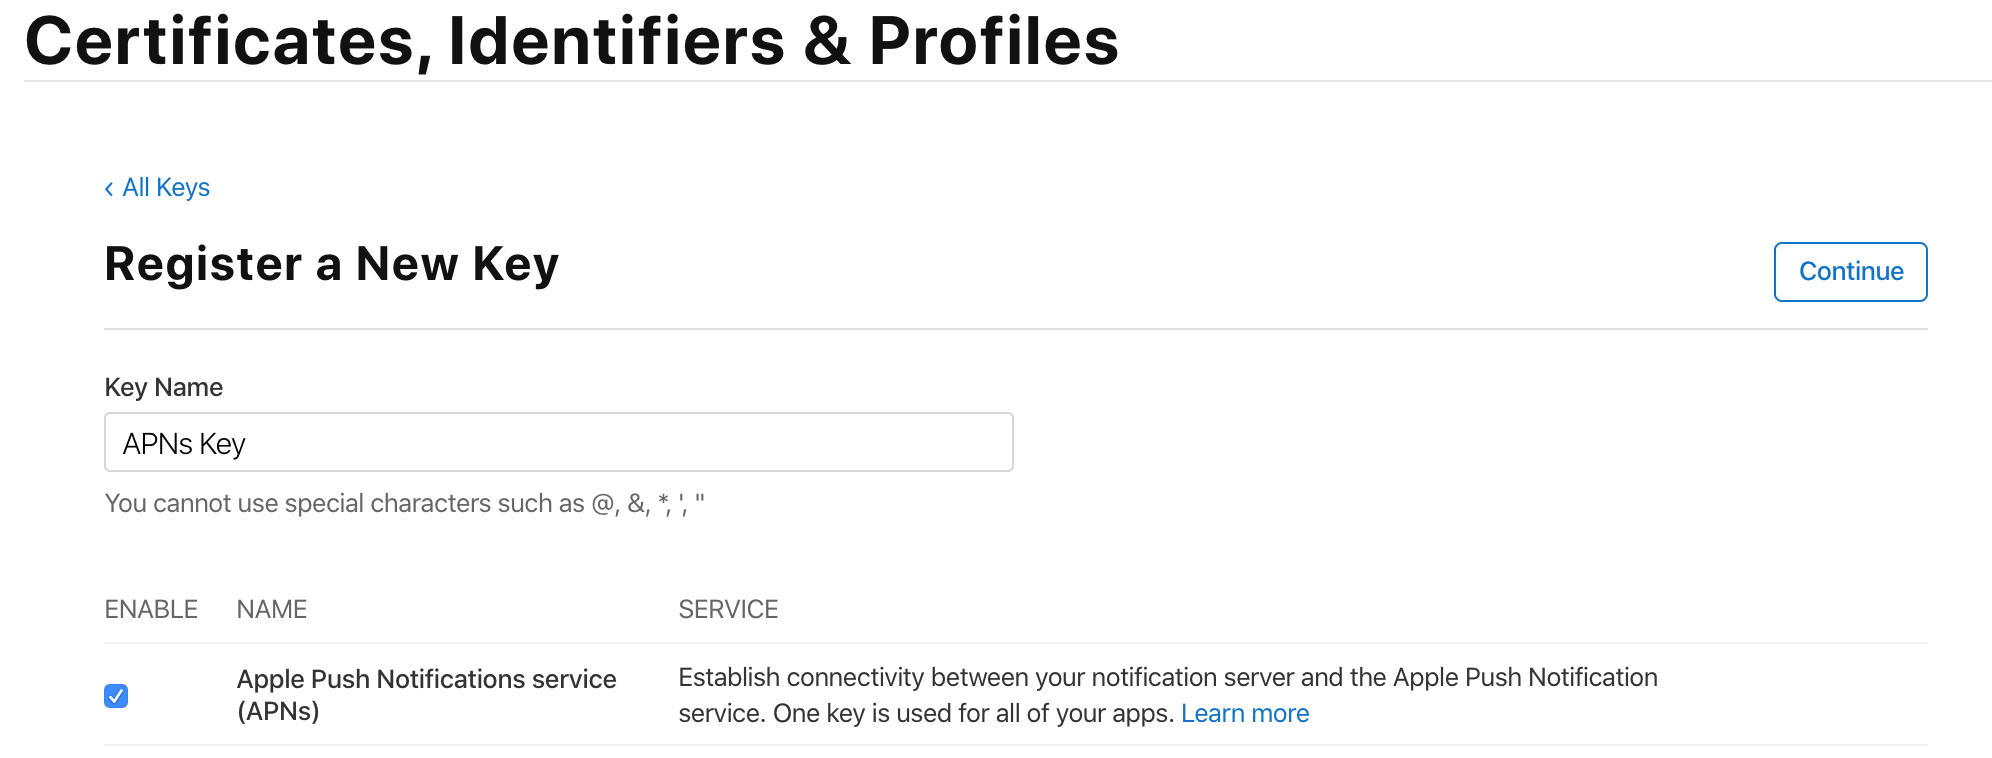 Certificates, Identifiers & Profiles
‹ All Keys
Register a New Key
Continue
Key Name
APNs Key
You cannot use special characters such as @, &, *, ', "
ENABLE NAME SERVICE
Apple Push Notifications service
(APNs)
Establish connectivity between your notification server and the Apple Push Notification
service. One key is used for all of your apps. Learn more